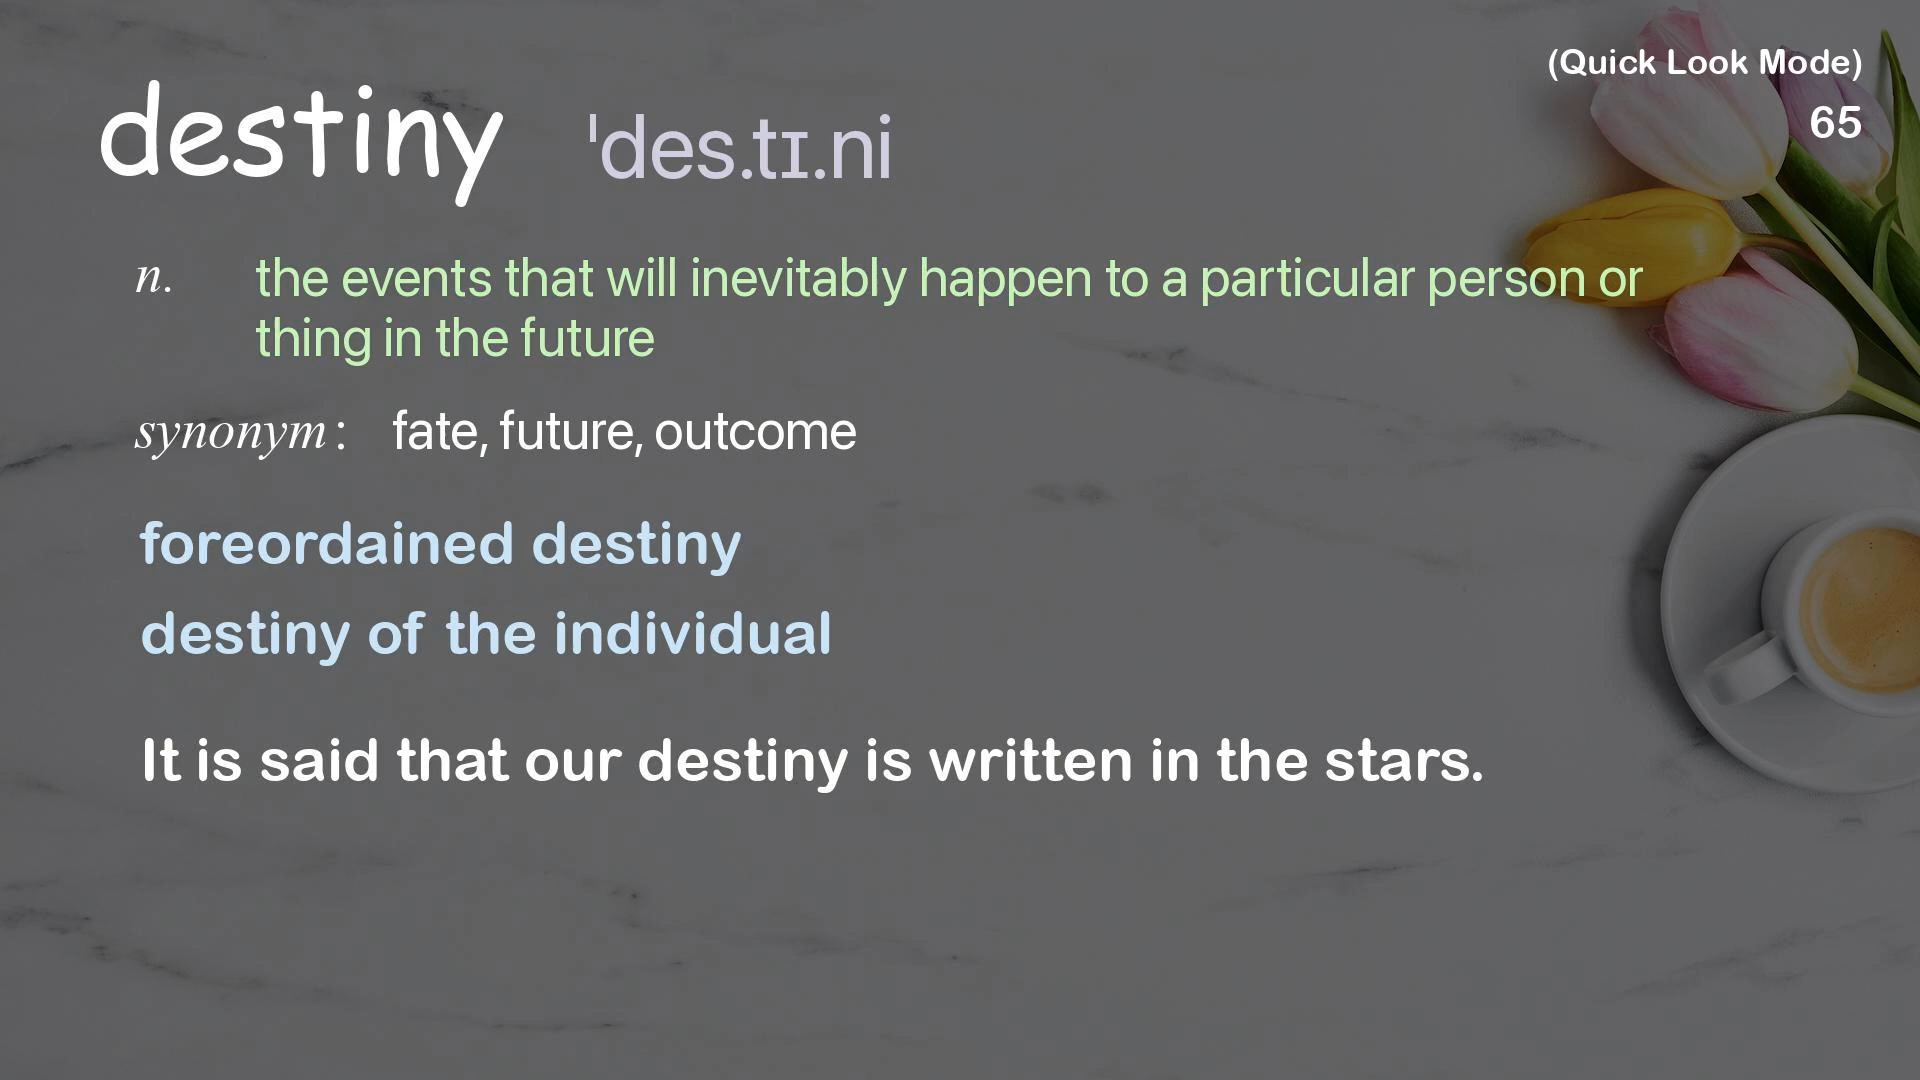 (Quick Look Mode)
65
destiny ˈdes.tɪ.ni
n. the events that will inevitably happen to a particular person or
thing in the future
synonym: fate, future, outcome
foreordained destiny
destiny of the individual
It is said that our destiny is written in the stars.